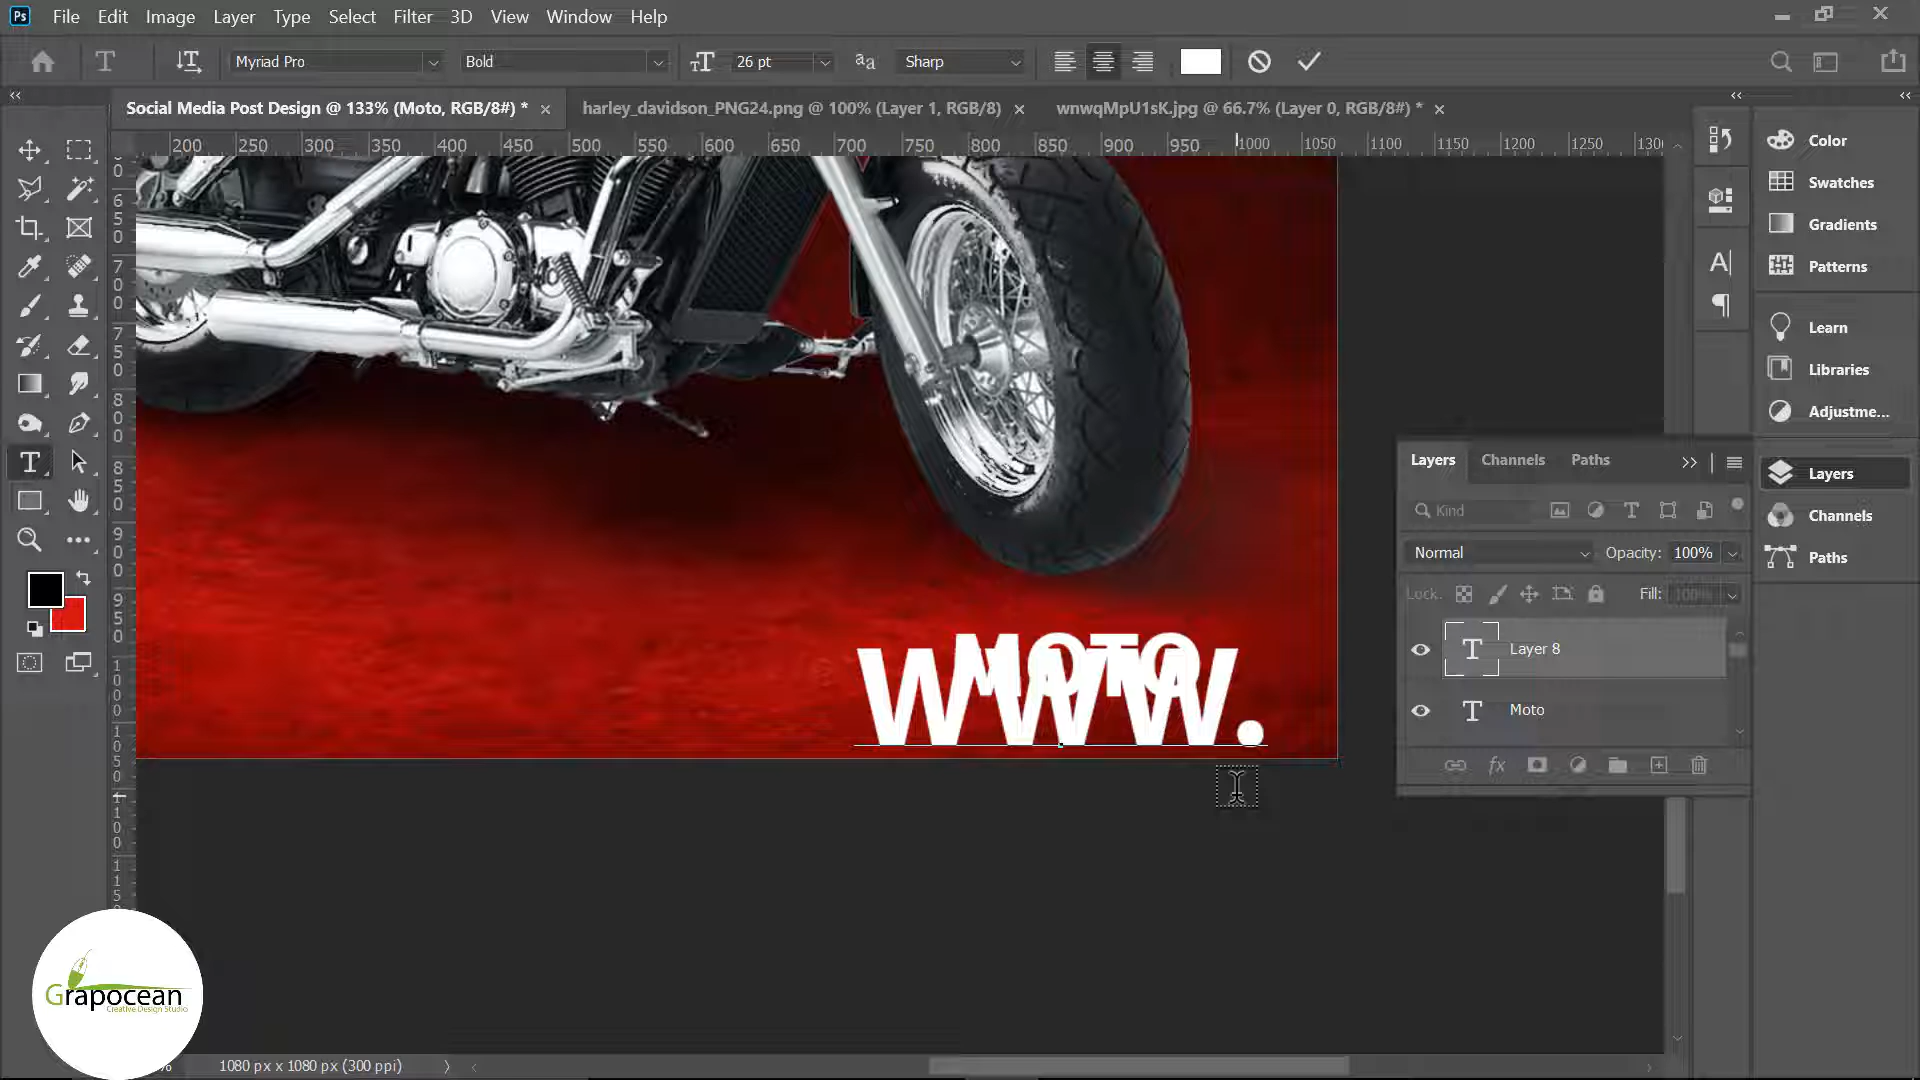 Ps File Edit Image Layer Type Select Filter 3D View Window Help
T Myriad Pro Bold 26 pt aa Sharp
Social Media Post Design @ 133% (Moto, RGB/8#) * harley_davidson_PNG24.png @ 100% (Layer 1, RGB/8) wnwqMpU1sK.jpg @ 66.7% (Layer 0, RGB/8#) *
200 250 300 350 400 450 500 550 600 650 700 750 800 850 900 950 1000 1050 1100 1150 1200 1250
650
700
750
800
850
900
950
1000
1050
1100
Color
Swatches
Gradients
Patterns
Learn
Libraries
Adjustme...
Layers
Channels
Paths
Layers Channels Paths
Kind
Normal Opacity: 100%
Lock: Fill: 100%
T Layer 8
T Moto
fx
MOTO
WWW.
Grapocean
Creative Design Studio
1080 px x 1080 px (300 ppi)